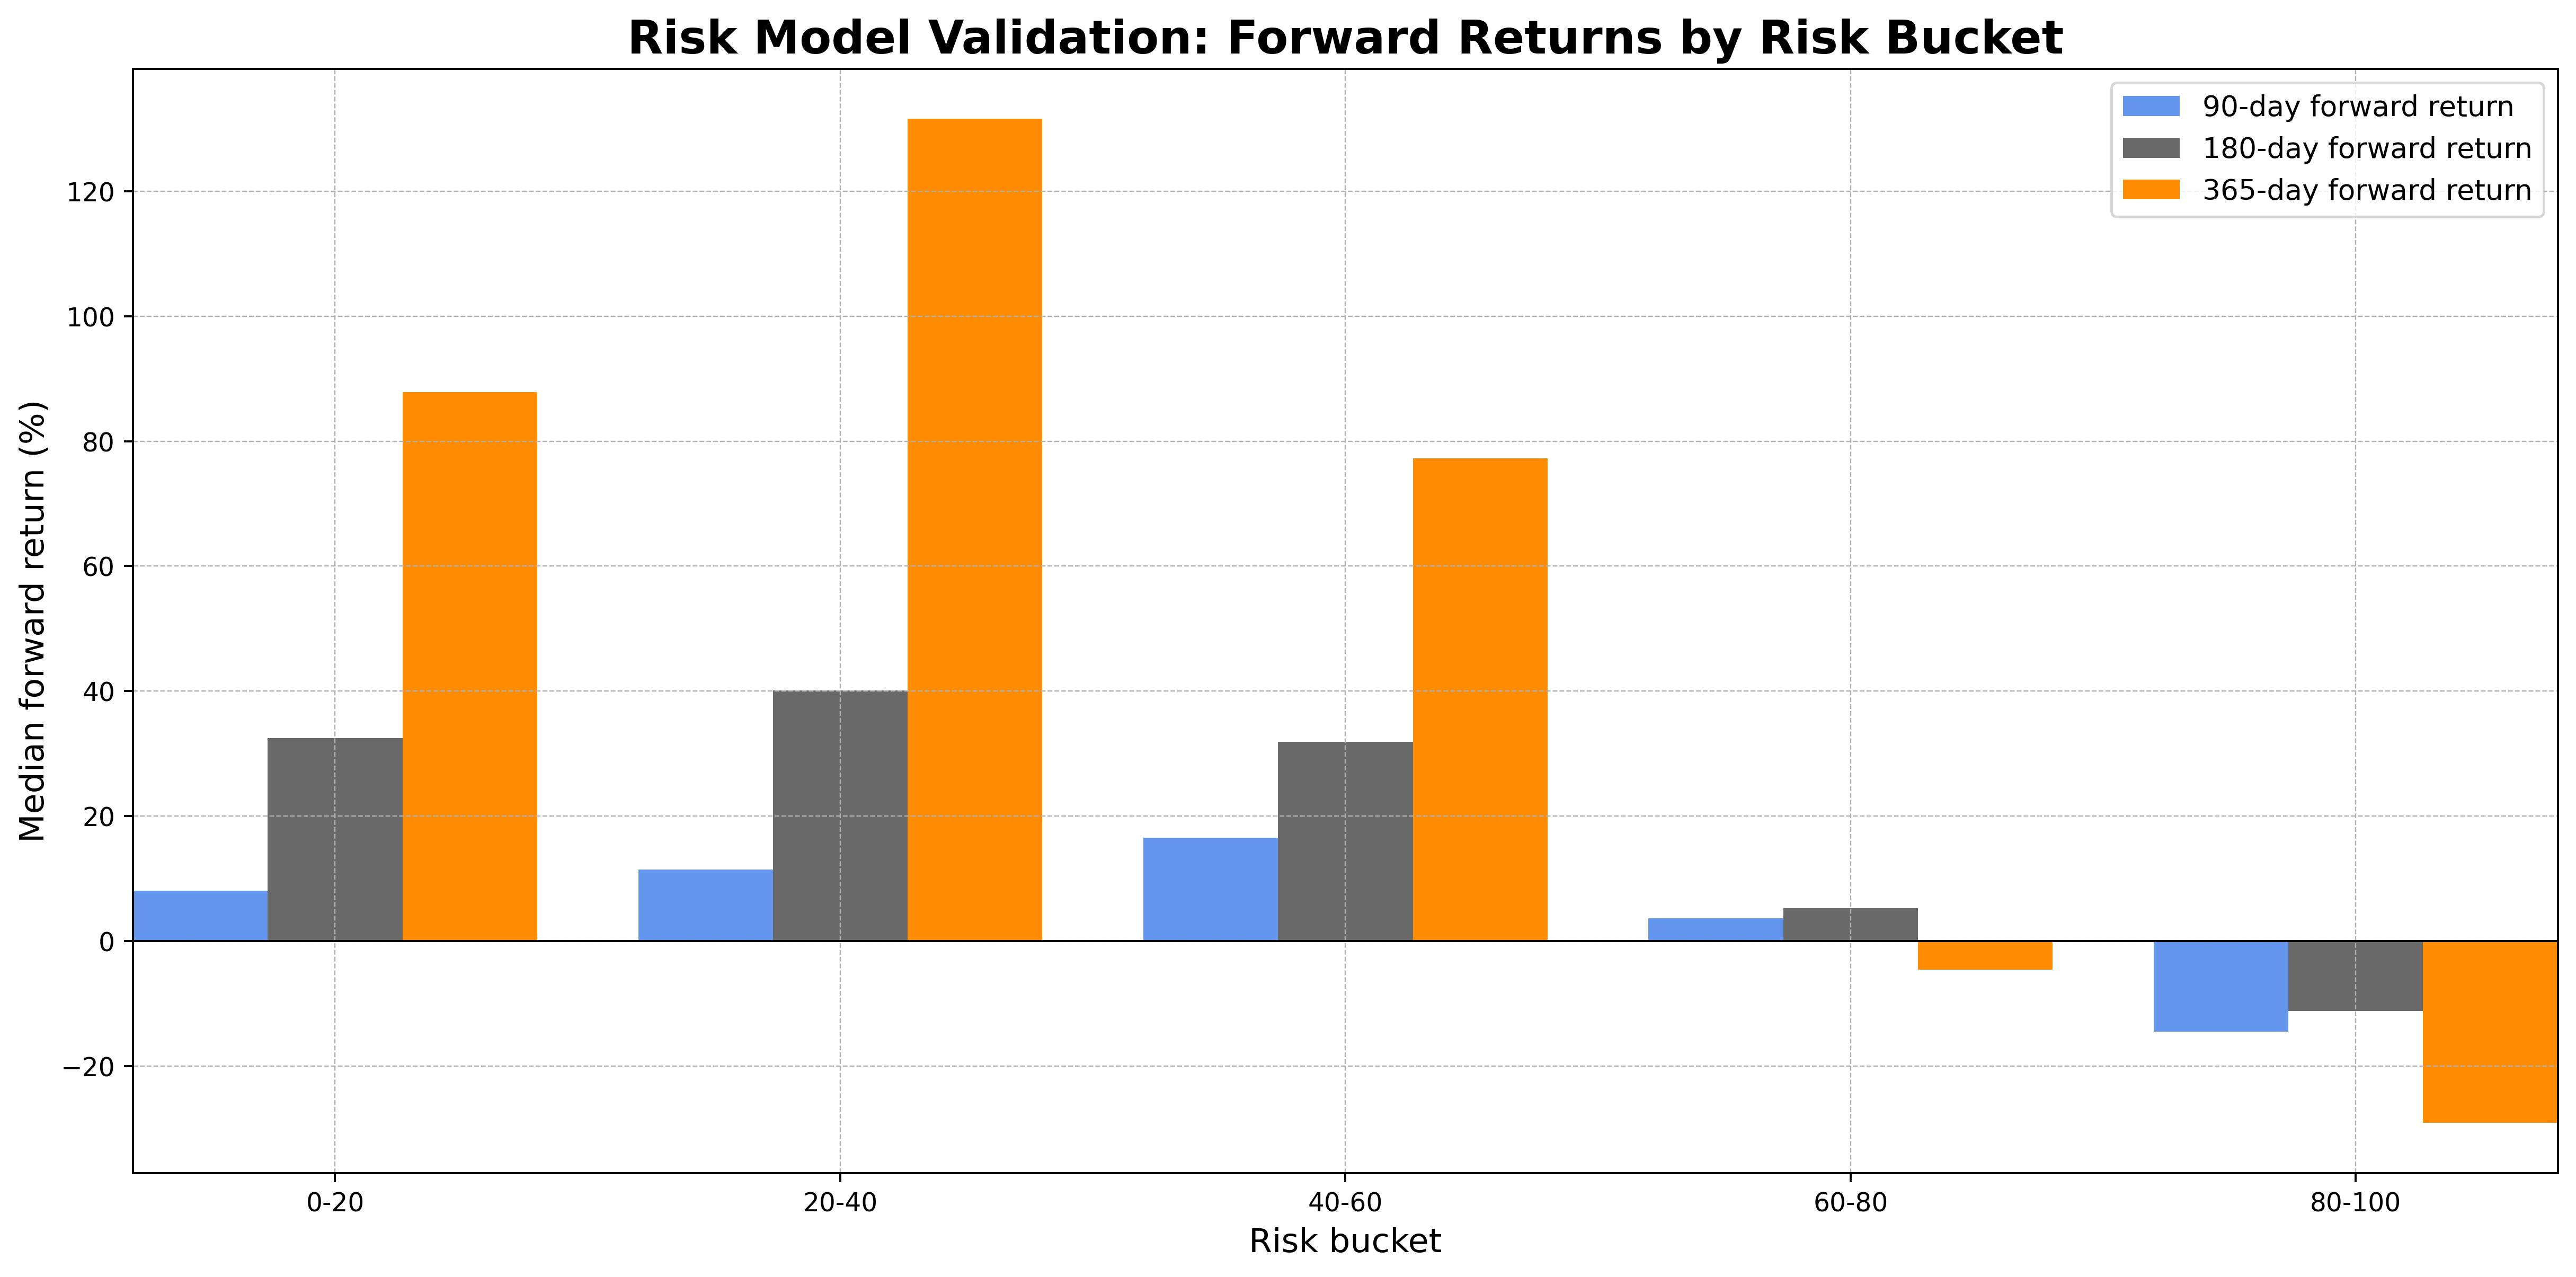 Risk Model Validation: Forward Returns by Risk Bucket
90-day forward return
180-day forward return
365-day forward return
Median forward return (%)
120
100
80
60
40
20
0
−20
0-20
20-40
40-60
60-80
80-100
Risk bucket